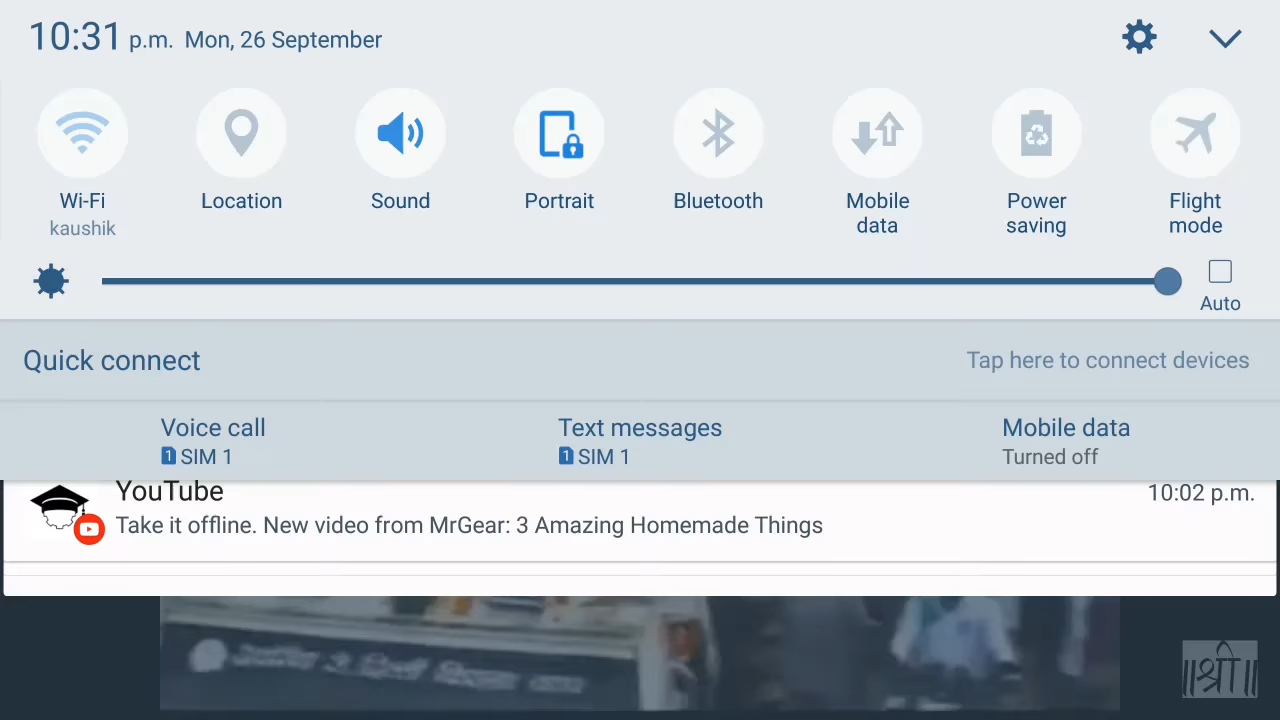 10:31 p.m. Mon, 26 September
Wi-Fi
kaushik
Location
Sound
Portrait
Bluetooth
Mobile
data
Power
saving
Flight
mode
Auto
Quick connect
Tap here to connect devices
Voice call
1 SIM 1
Text messages
1 SIM 1
Mobile data
Turned off
YouTube
10:02 p.m.
Take it offline. New video from MrGear: 3 Amazing Homemade Things
॥श्री॥